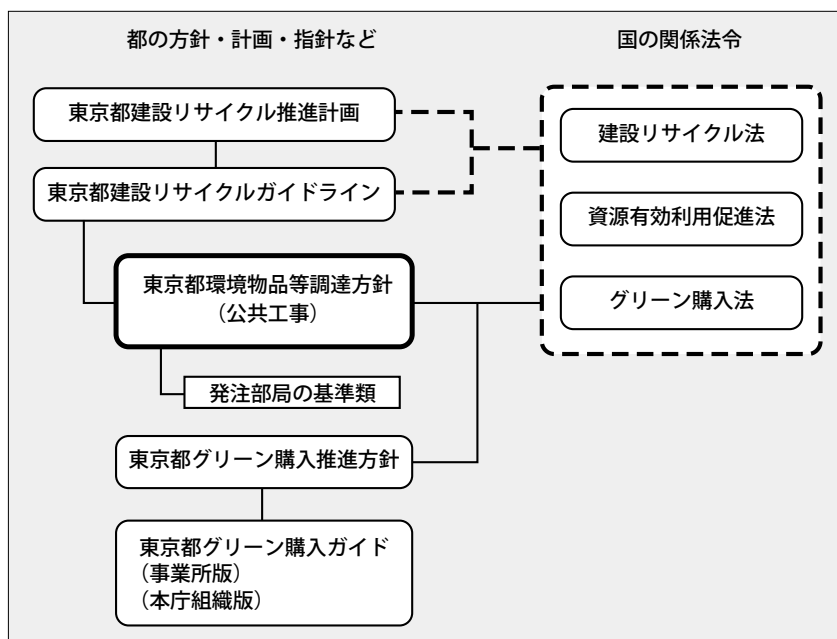 都の方針・計画・指針など
国の関係法令
東京都建設リサイクル推進計画
東京都建設リサイクルガイドライン
東京都環境物品等調達方針
（公共工事）
発注部局の基準類
東京都グリーン購入推進方針
東京都グリーン購入ガイド
（事業所版）
（本庁組織版）
建設リサイクル法
資源有効利用促進法
グリーン購入法